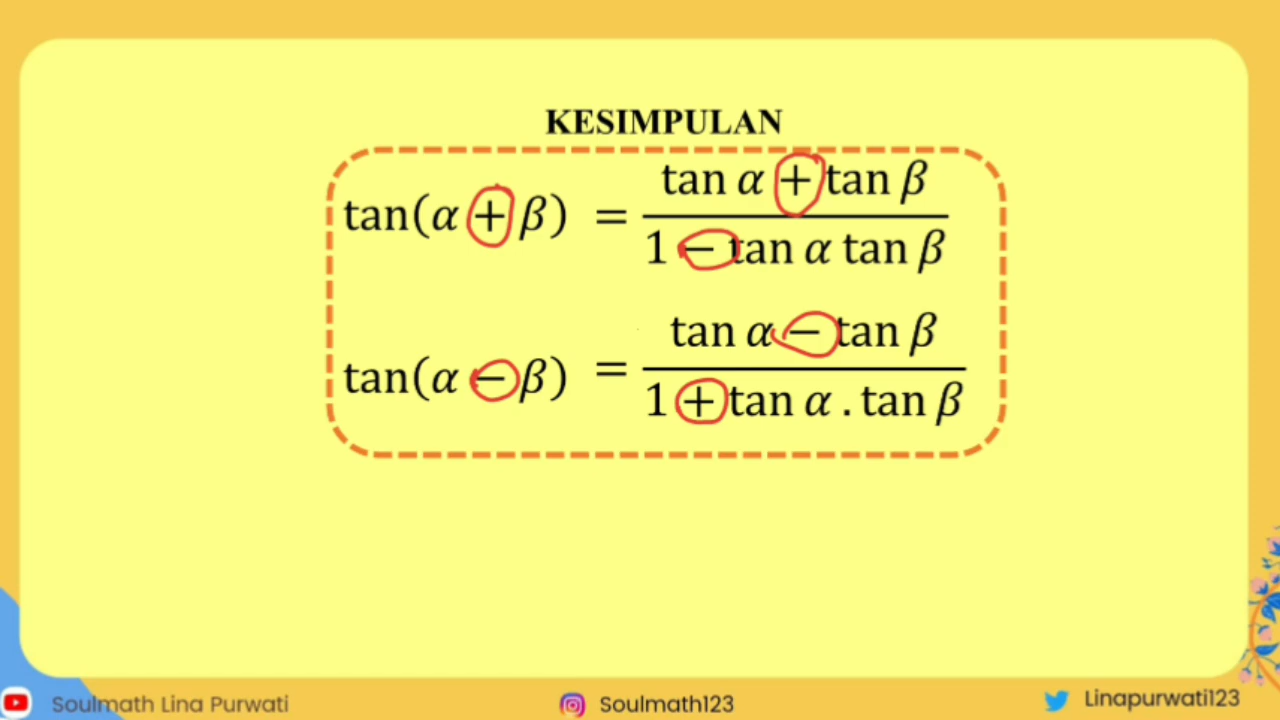 KESIMPULAN
tan(α + β) = (tan α + tan β) / (1 − tan α tan β)
tan(α − β) = (tan α − tan β) / (1 + tan α . tan β)
Soulmath Lina Purwati
Soulmath123
Linapurwati123